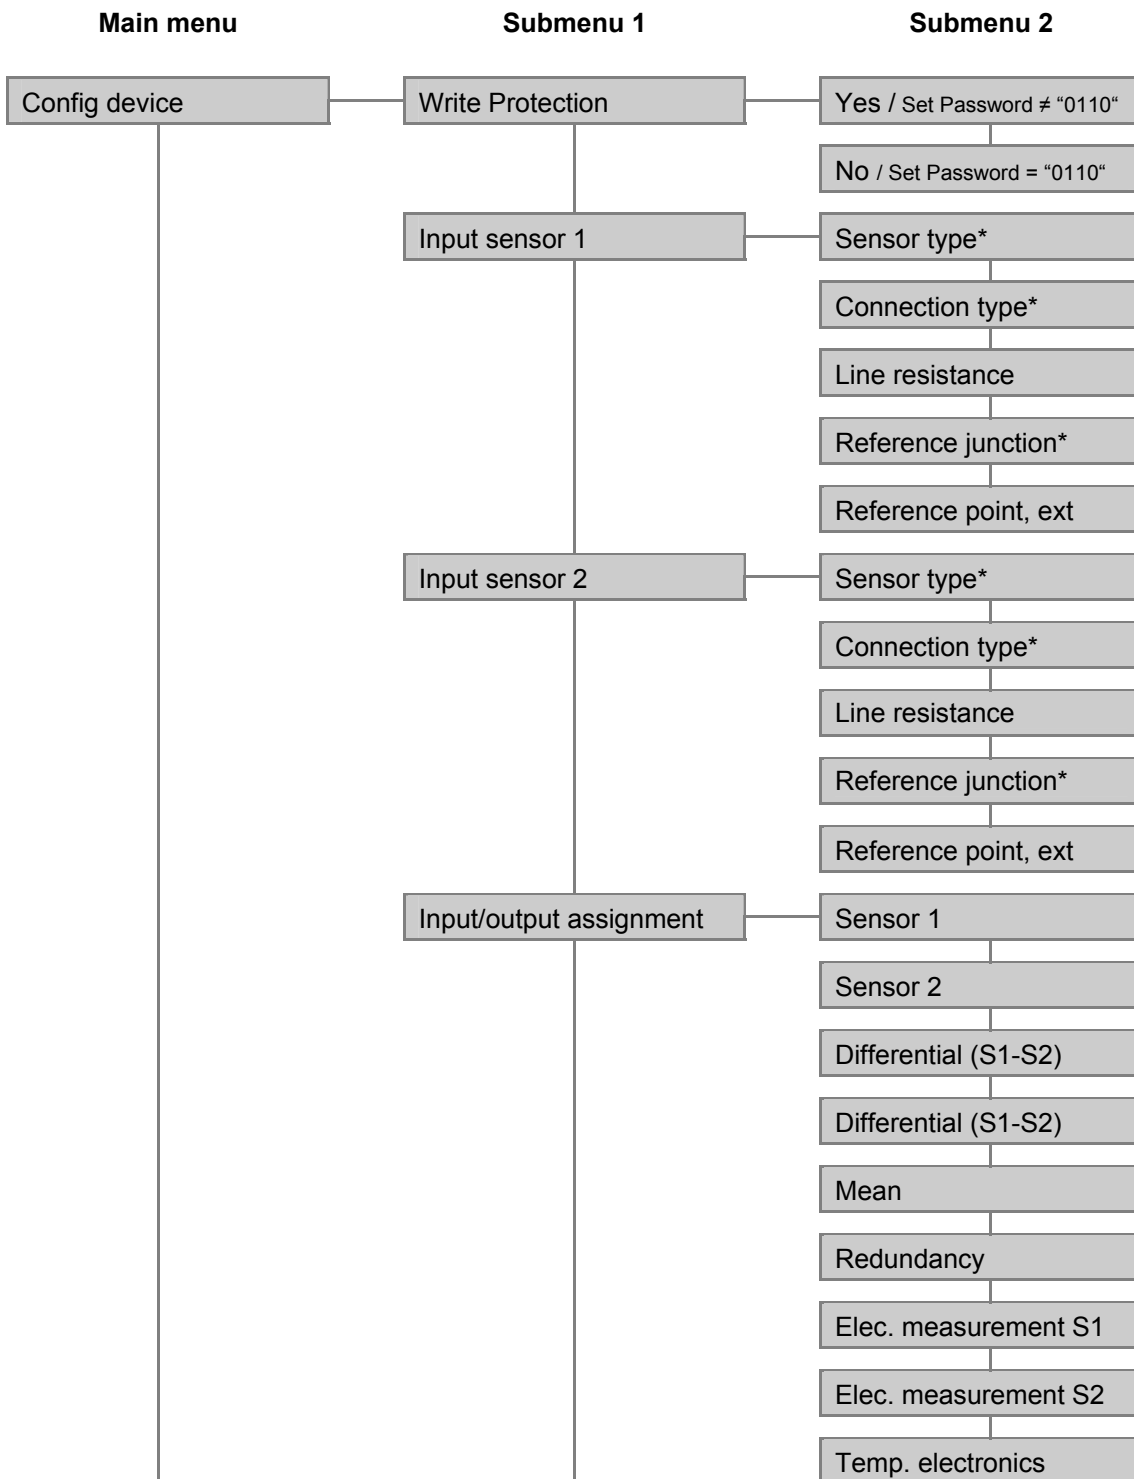 Main menu Submenu 1 Submenu 2
Config device Write Protection Yes / Set Password ≠ “0110“
No / Set Password = “0110“
Input sensor 1 Sensor type*
Connection type*
Line resistance
Reference junction*
Reference point, ext
Input sensor 2 Sensor type*
Connection type*
Line resistance
Reference junction*
Reference point, ext
Input/output assignment Sensor 1
Sensor 2
Differential (S1-S2)
Differential (S1-S2)
Mean
Redundancy
Elec. measurement S1
Elec. measurement S2
Temp. electronics